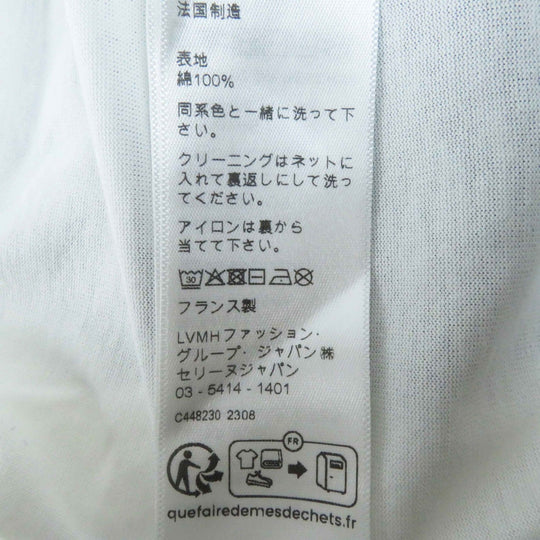 法国制造
表地
綿100%
同系色と一緒に洗って下
さい。
クリーニングはネットに
入れて裏返しにして洗っ
てください。
アイロンは裏から
当てて下さい。
30
フランス製
LVMHファッション・
グループ・ジャパン㈱
セリーヌジャパン
03 - 5414 - 1401
C448230 2308
FR
quefairedemesdechets.fr